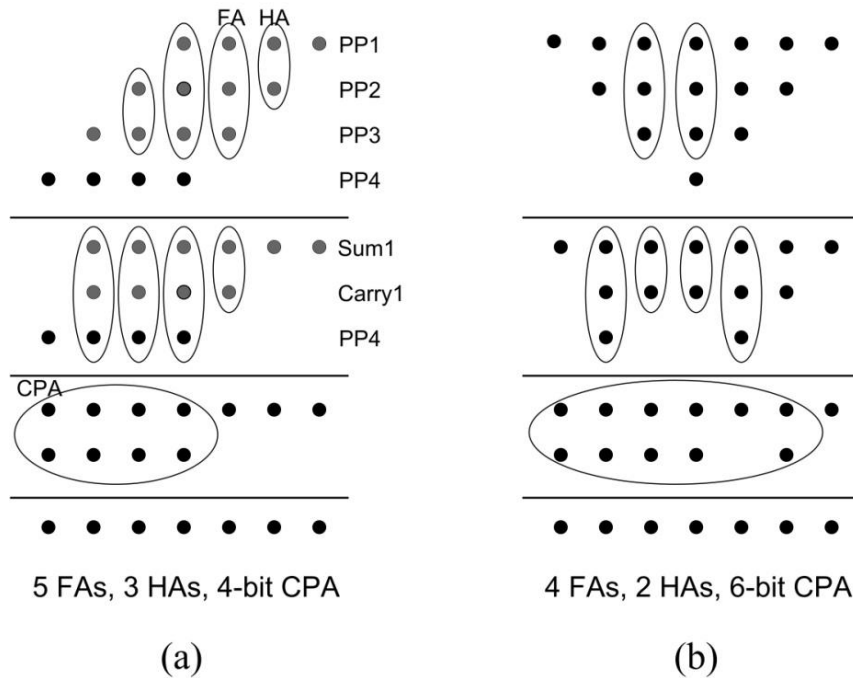 FA HA
PP1
PP2
PP3
PP4
Sum1
Carry1
PP4
CPA
5 FAs, 3 HAs, 4-bit CPA
4 FAs, 2 HAs, 6-bit CPA
(a)
(b)